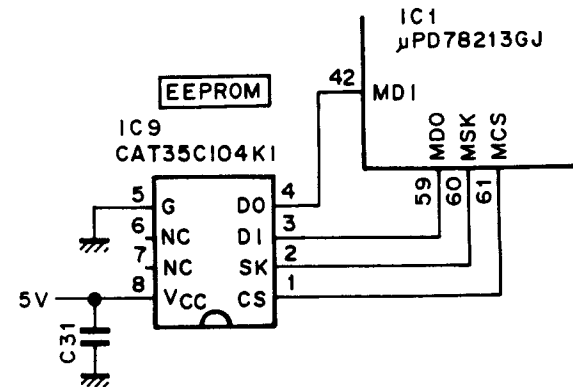 IC1
μPD78213GJ
42
MDI
EEPROM
MDO
MSK
MCS
59
60
61
IC9
CAT35C104K1
5
G
DO
4
6
NC
DI
3
7
NC
SK
2
8
VCC
CS
1
5V
C31